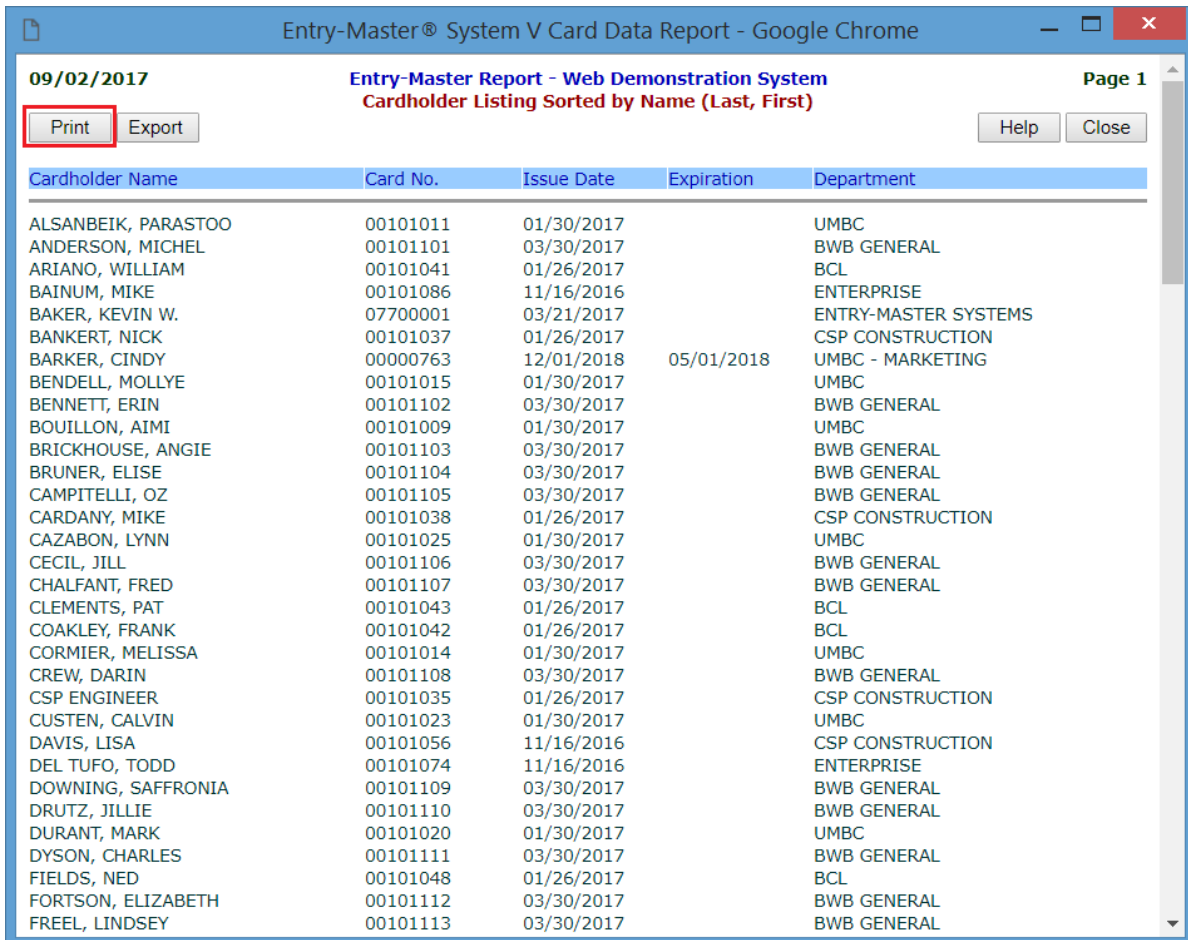 Entry-Master® System V Card Data Report - Google Chrome
09/02/2017 Entry-Master Report - Web Demonstration System Page 1
Cardholder Listing Sorted by Name (Last, First)
Print Export Help Close
Cardholder Name Card No. Issue Date Expiration Department
ALSANBEIK, PARASTOO 00101011 01/30/2017 UMBC
ANDERSON, MICHEL 00101101 03/30/2017 BWB GENERAL
ARIANO, WILLIAM 00101041 01/26/2017 BCL
BAINUM, MIKE 00101086 11/16/2016 ENTERPRISE
BAKER, KEVIN W. 07700001 03/21/2017 ENTRY-MASTER SYSTEMS
BANKERT, NICK 00101037 01/26/2017 CSP CONSTRUCTION
BARKER, CINDY 00000763 12/01/2018 05/01/2018 UMBC - MARKETING
BENDELL, MOLLYE 00101015 01/30/2017 UMBC
BENNETT, ERIN 00101102 03/30/2017 BWB GENERAL
BOUILLON, AIMI 00101009 01/30/2017 UMBC
BRICKHOUSE, ANGIE 00101103 03/30/2017 BWB GENERAL
BRUNER, ELISE 00101104 03/30/2017 BWB GENERAL
CAMPITELLI, OZ 00101105 03/30/2017 BWB GENERAL
CARDANY, MIKE 00101038 01/26/2017 CSP CONSTRUCTION
CAZABON, LYNN 00101025 01/30/2017 UMBC
CECIL, JILL 00101106 03/30/2017 BWB GENERAL
CHALFANT, FRED 00101107 03/30/2017 BWB GENERAL
CLEMENTS, PAT 00101043 01/26/2017 BCL
COAKLEY, FRANK 00101042 01/26/2017 BCL
CORMIER, MELISSA 00101014 01/30/2017 UMBC
CREW, DARIN 00101108 03/30/2017 BWB GENERAL
CSP ENGINEER 00101035 01/26/2017 CSP CONSTRUCTION
CUSTEN, CALVIN 00101023 01/30/2017 UMBC
DAVIS, LISA 00101056 11/16/2016 CSP CONSTRUCTION
DEL TUFO, TODD 00101074 11/16/2016 ENTERPRISE
DOWNING, SAFFRONIA 00101109 03/30/2017 BWB GENERAL
DRUTZ, JILLIE 00101110 03/30/2017 BWB GENERAL
DURANT, MARK 00101020 01/30/2017 UMBC
DYSON, CHARLES 00101111 03/30/2017 BWB GENERAL
FIELDS, NED 00101048 01/26/2017 BCL
FORTSON, ELIZABETH 00101112 03/30/2017 BWB GENERAL
FREEL, LINDSEY 00101113 03/30/2017 BWB GENERAL